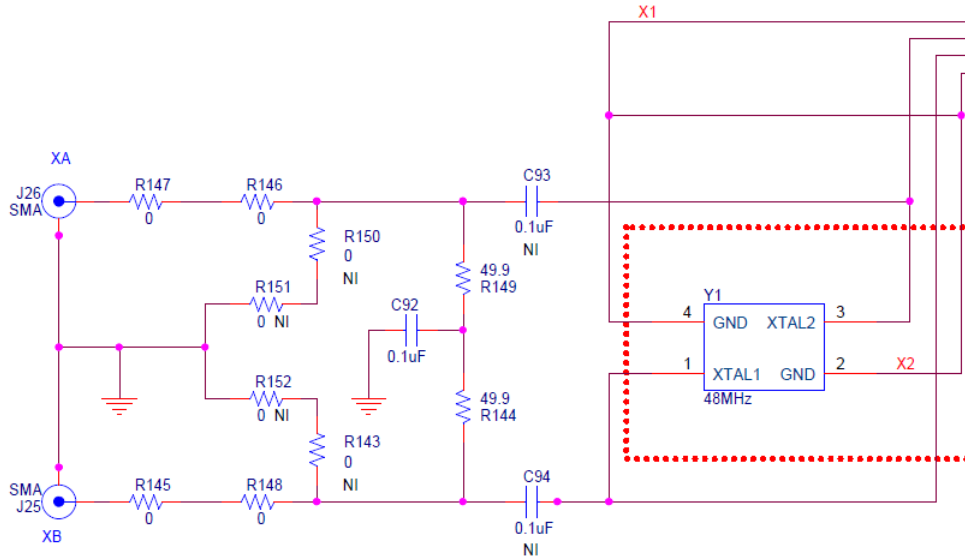 X1
XA
J26
SMA
R147
0
R146
0
C93
0.1uF
NI
R150
0
NI
R151
0 NI
C92
0.1uF
49.9
R149
Y1
4
GND
XTAL2
3
1
XTAL1
GND
2
X2
48MHz
R152
0 NI
R143
0
NI
49.9
R144
SMA
J25
XB
R145
0
R148
0
C94
0.1uF
NI